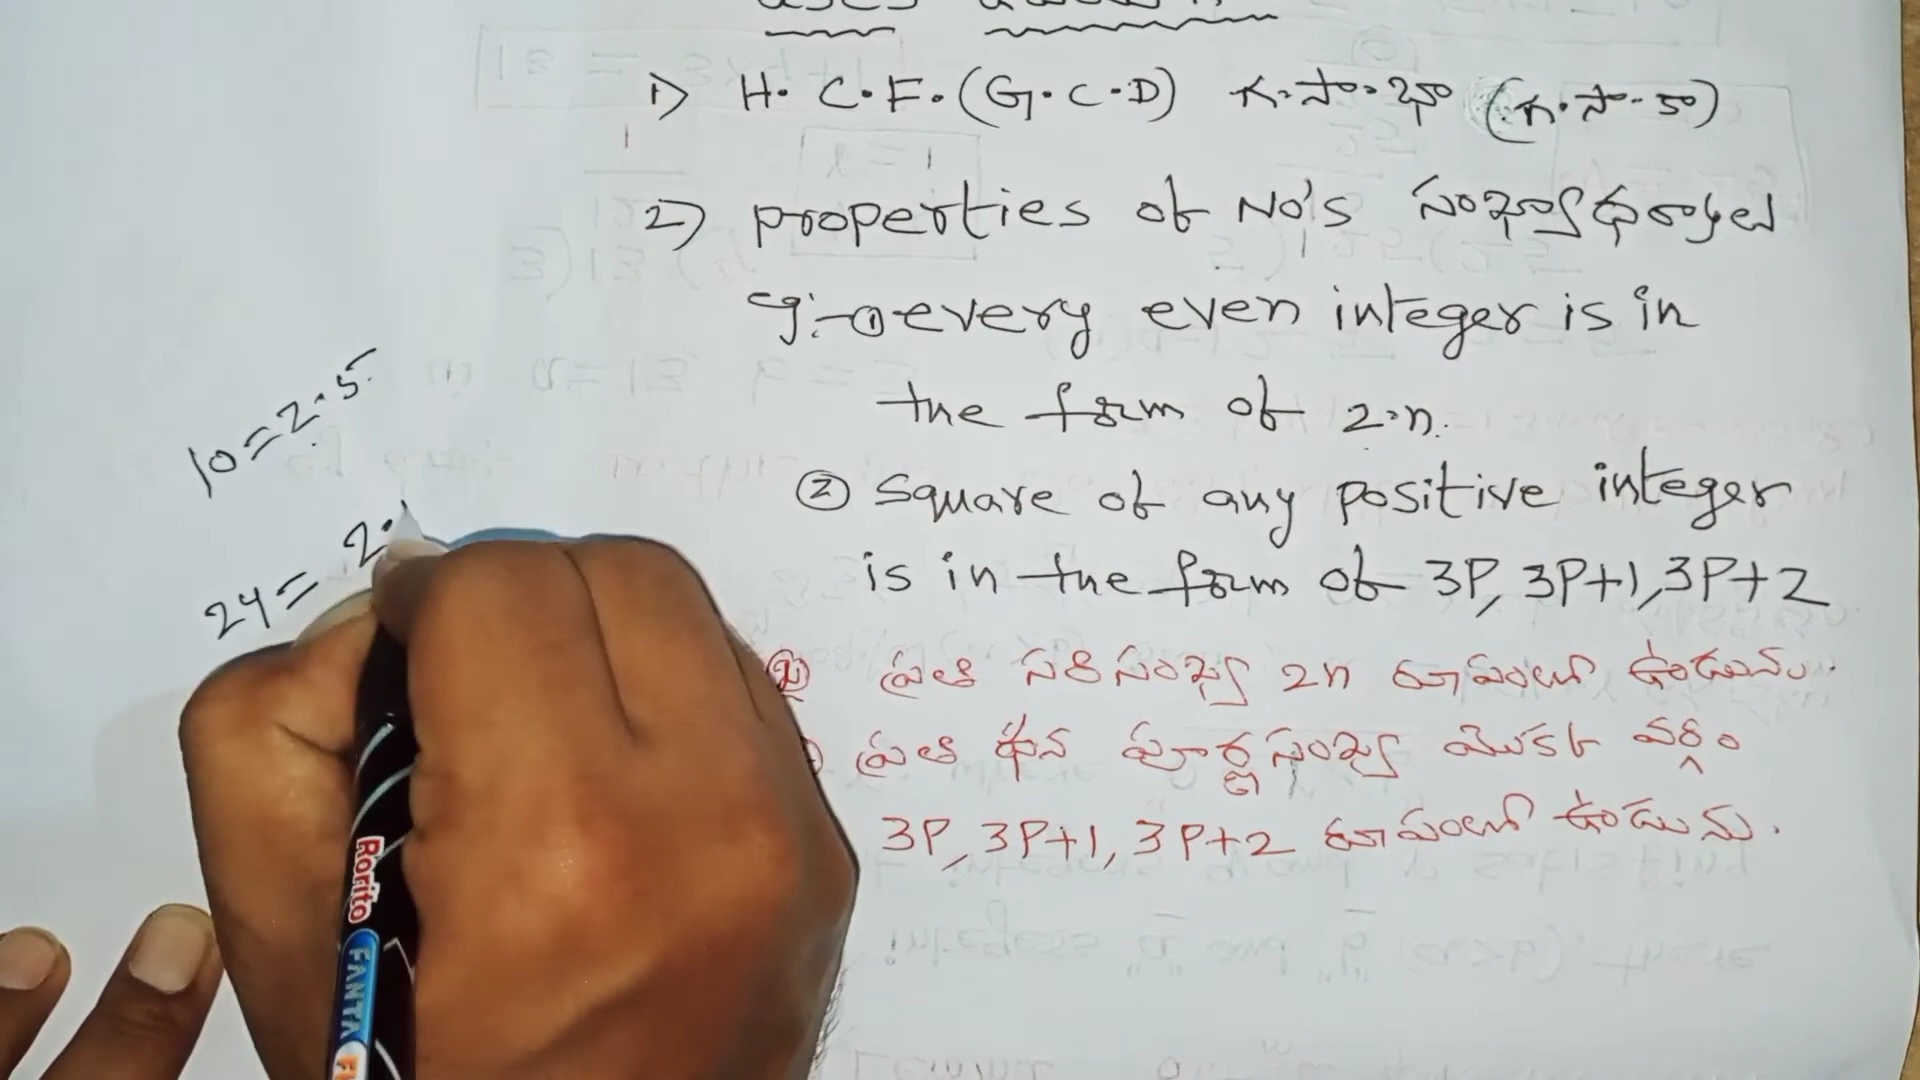 1) H. C. F. (G.C.D) గ.సా.భా (గ.సా.కా)
2) properties of No's సంఖ్యాధర్మాలు
eg:- ① every even integer is in
the form of 2.n.
② Square of any positive integer
is in the form of 3P, 3P+1, 3P+2
ప్రతి సరిసంఖ్య 2n రూపంలో ఉండును.
ప్రతి ధన పూర్ణసంఖ్య యొక్క వర్గం
3P, 3P+1, 3P+2 రూపంలో ఉండును.
10=2.5
24= 2.
Rorito
FANTA